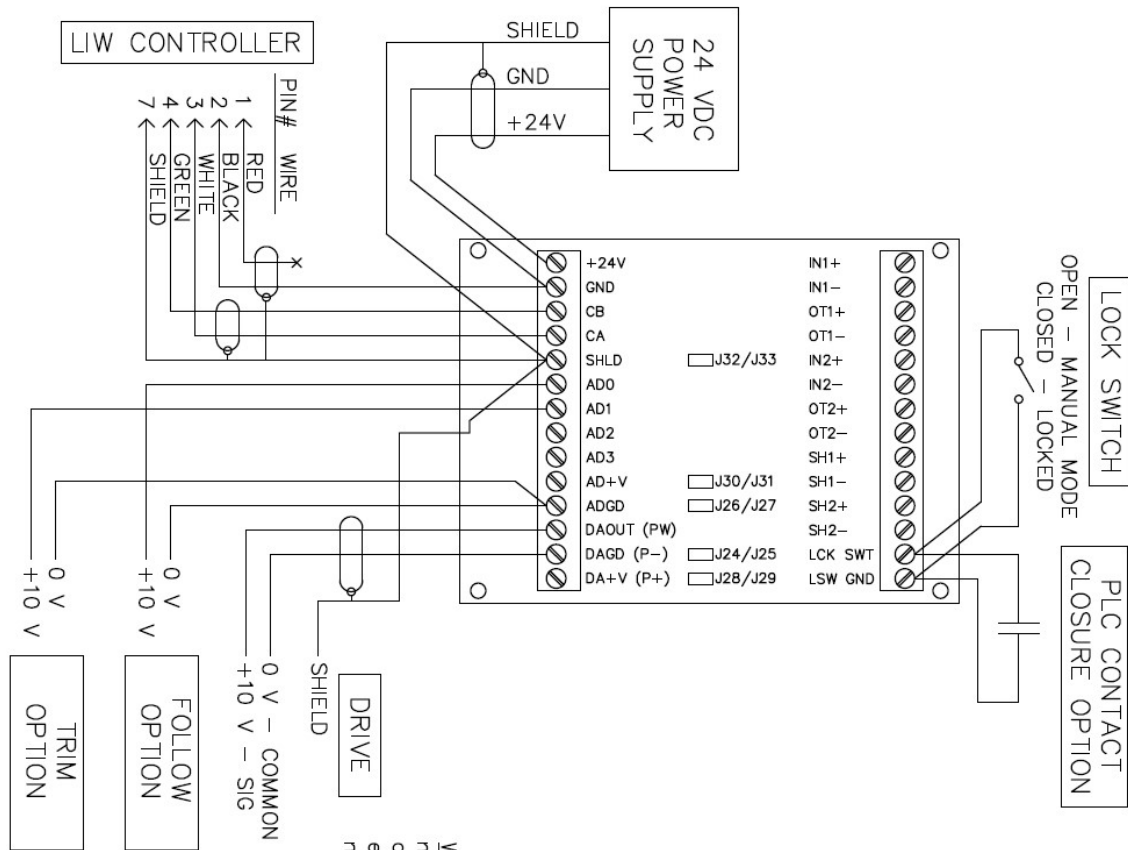 LIW CONTROLLER
PIN# WIRE
1 RED
2 BLACK
3 WHITE
4 GREEN
7 SHIELD
24 VDC
POWER
SUPPLY
SHIELD
GND
+24V
LOCK SWITCH
OPEN - MANUAL MODE
CLOSED - LOCKED
PLC CONTACT
CLOSURE OPTION
+24V
GND
CB
CA
SHLD
AD0
AD1
AD2
AD3
AD+V
ADGD
DAOUT (PW)
DAGD (P-)
DA+V (P+)
J32/J33
J30/J31
J26/J27
J24/J25
J28/J29
IN1+
IN1-
OT1+
OT1-
IN2+
IN2-
OT2+
OT2-
SH1+
SH1-
SH2+
SH2-
LCK SWT
LSW GND
DRIVE
SHIELD
0 V - COMMON
+10 V - SIG
FOLLOW
OPTION
0 V
+10 V
TRIM
OPTION
0 V
+10 V